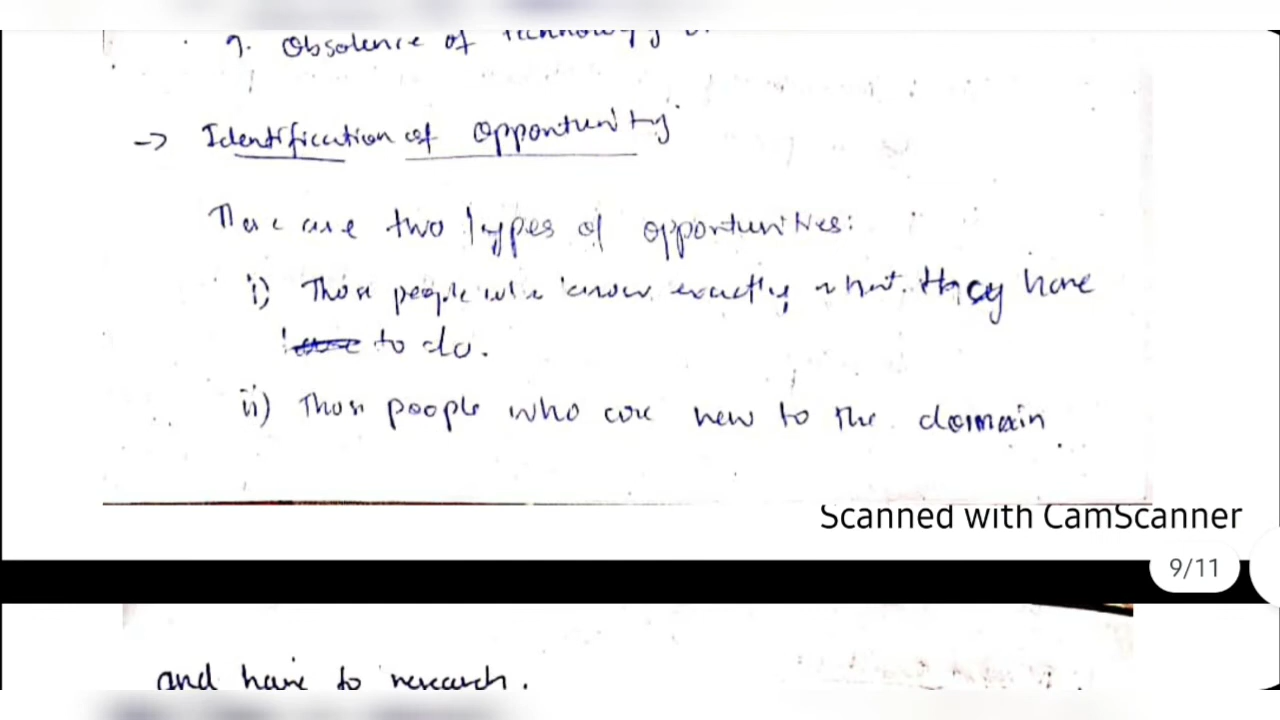 9. Obsolence of Technology
-> Identification of opportunity
There are two types of opportunities:
i) Those people who know exactly what they have
to do.
ii) Those people who are new to the domain
Scanned with CamScanner
9/11
and have to research.